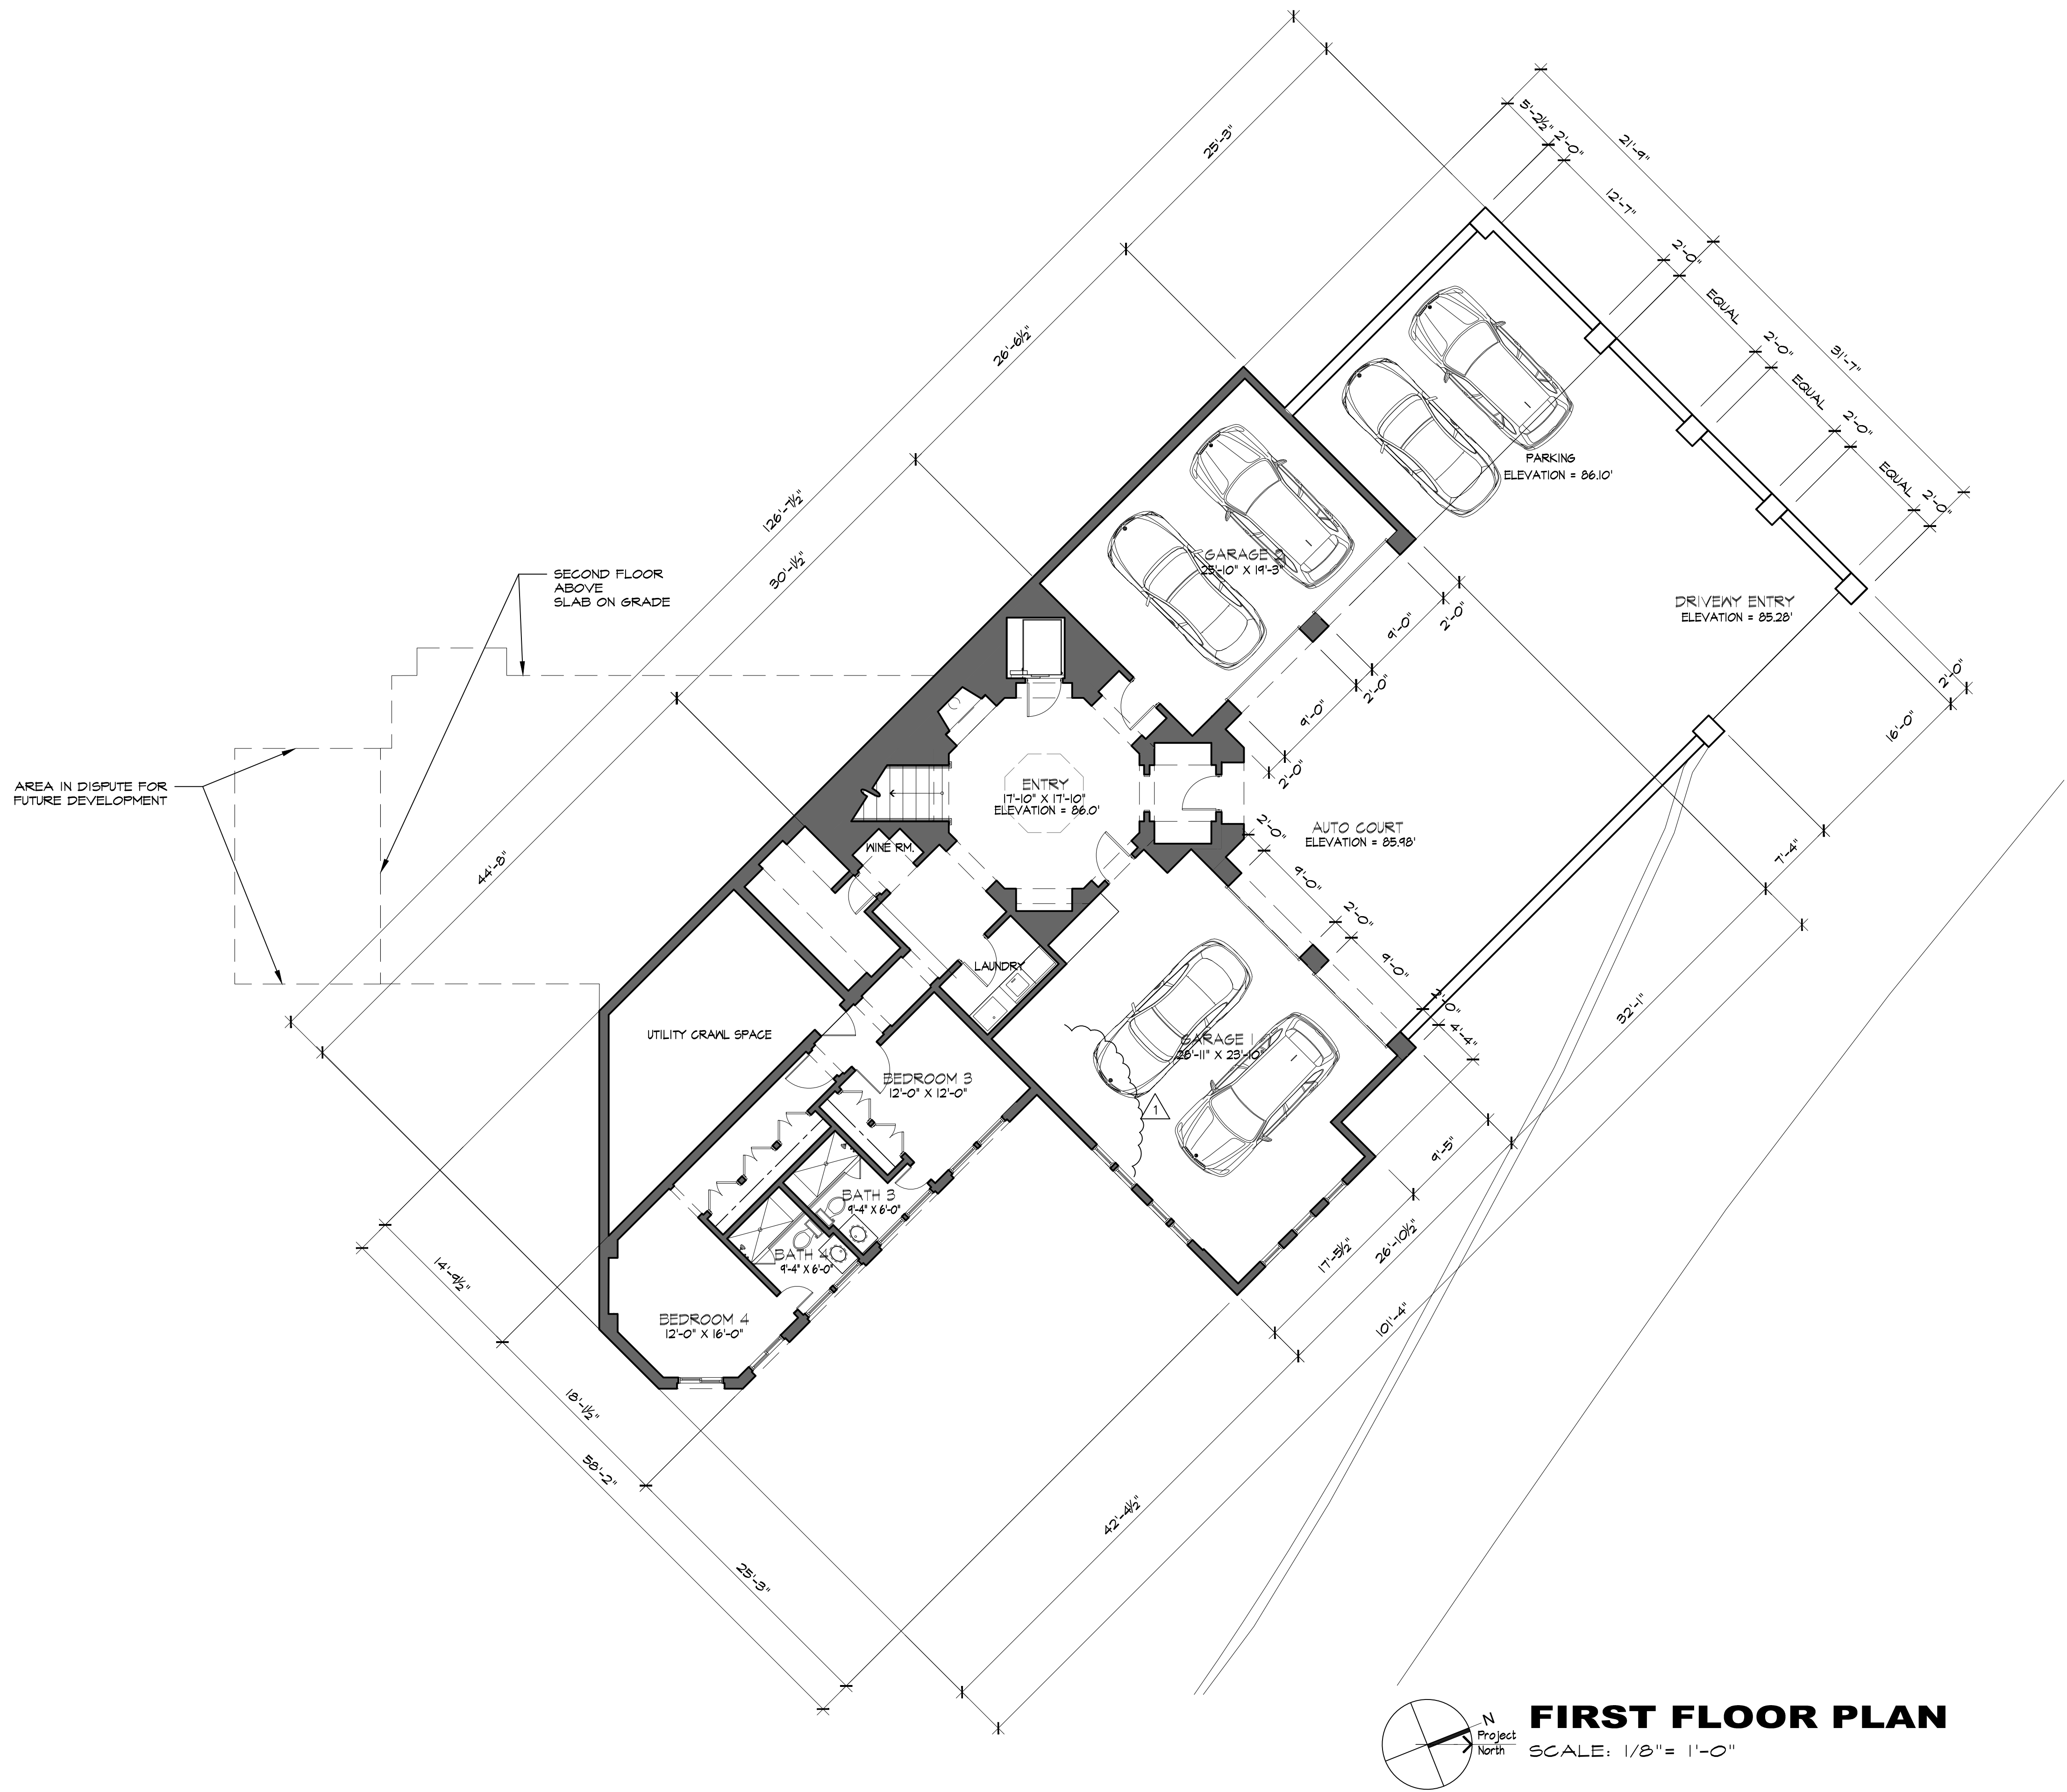 25'-3"
5'-2½"
2'-0"
21'-9"
12'-7"
2'-0"
EQUAL
2'-0"
31'-7"
EQUAL
2'-0"
EQUAL
2'-0"
26'-6½"
126'-7½"
30'-1½"
44'-8"
PARKING
ELEVATION = 86.10'
GARAGE 2
25'-10" X 19'-3"
DRIVEWY ENTRY
ELEVATION = 85.28'
9'-0"
2'-0"
9'-0"
2'-0"
2'-0"
2'-0"
16'-0"
SECOND FLOOR
ABOVE
SLAB ON GRADE
AREA IN DISPUTE FOR
FUTURE DEVELOPMENT
ENTRY
17'-10" X 17'-10"
ELEVATION = 86.0'
AUTO COURT
ELEVATION = 85.98'
WINE RM.
2'-0"
9'-0"
2'-0"
9'-0"
2'-0"
4'-4"
7'-4"
32'-1"
LAUNDRY
UTILITY CRAWL SPACE
GARAGE 1
1
BEDROOM 3
12'-0" X 12'-0"
BATH 3
9'-4" X 6'-0"
BATH 4
9'-4" X 6'-0"
BEDROOM 4
12'-0" X 16'-0"
9'-5"
17'-5½"
26'-10½"
101'-4"
14'-9½"
18'-1½"
58'-2"
25'-3"
42'-4½"
N
Project
North
FIRST FLOOR PLAN
SCALE: 1/8"= 1'-0"